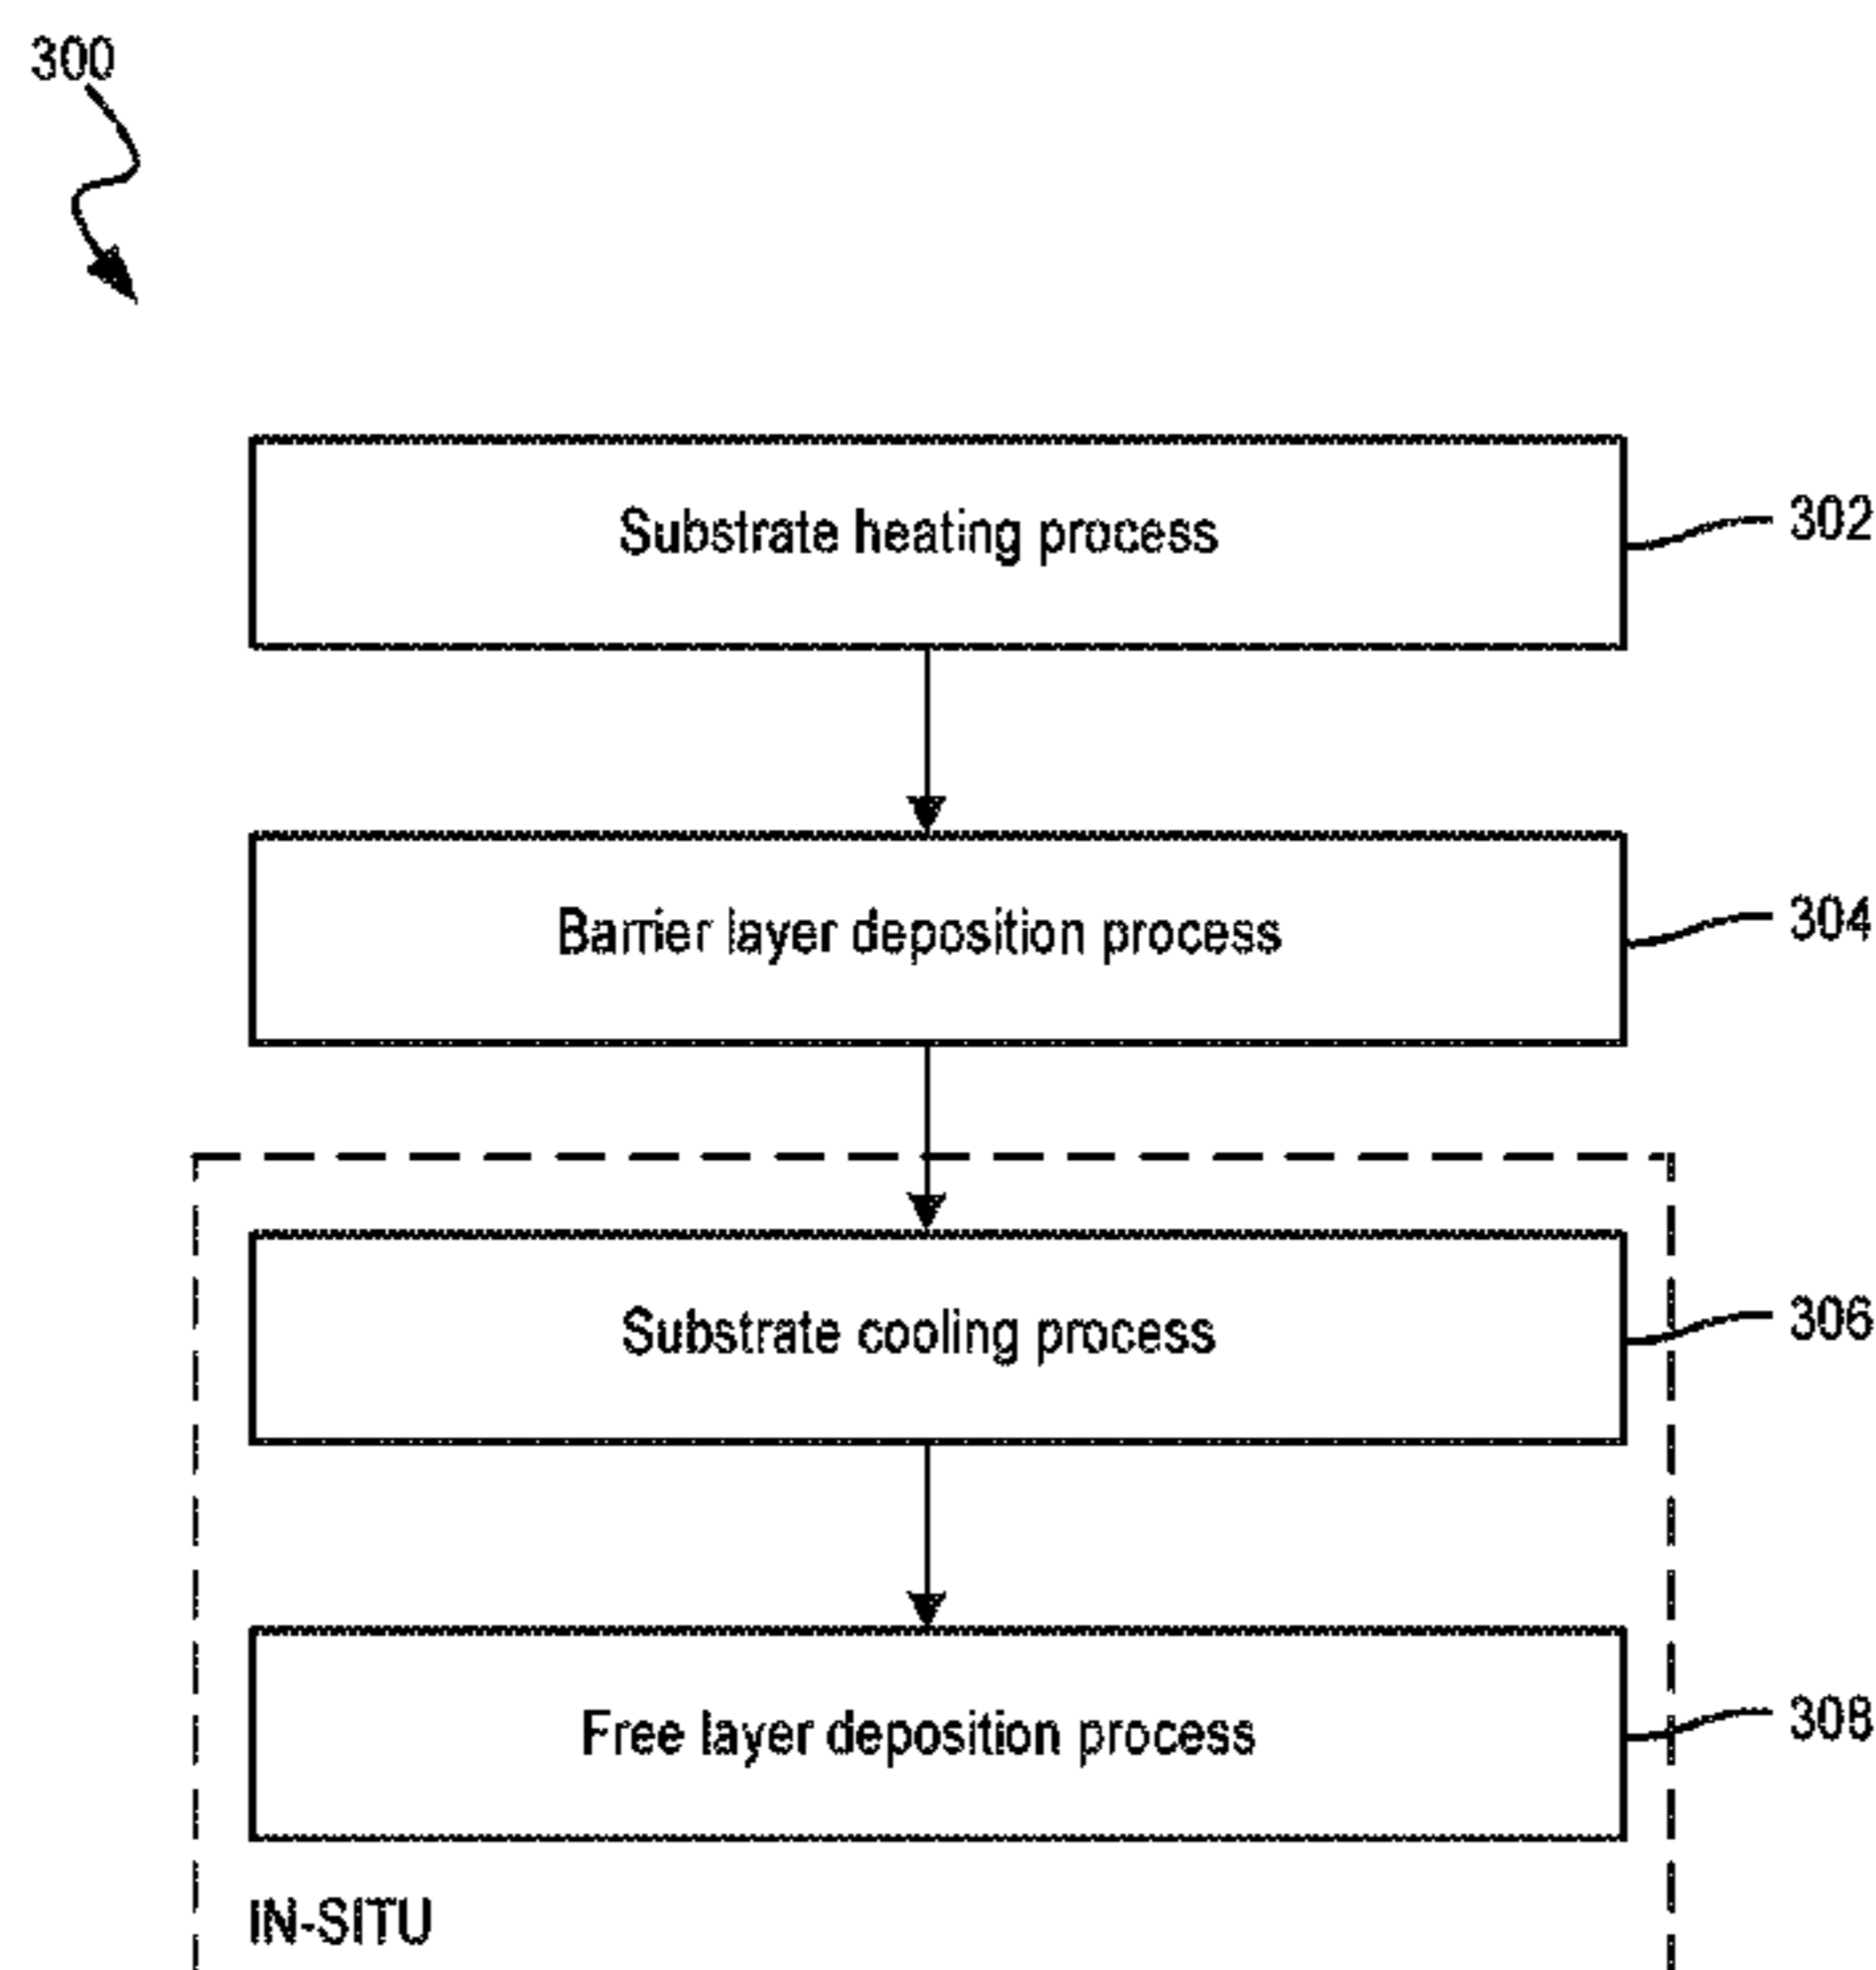 300
Substrate heating process
302
Barrier layer deposition process
304
Substrate cooling process
306
Free layer deposition process
308
IN-SITU